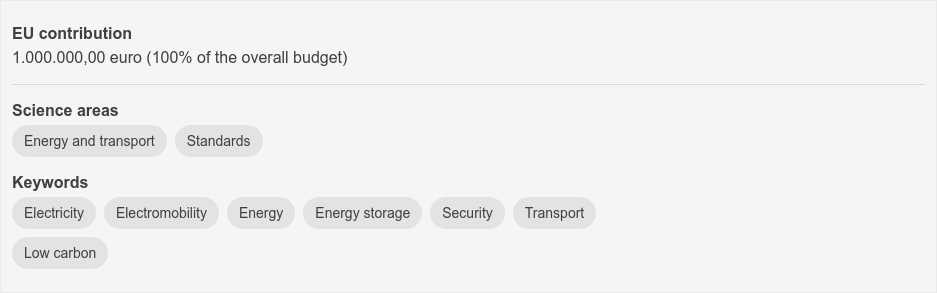 EU contribution
1.000.000,00 euro (100% of the overall budget)
Science areas
Energy and transport Standards
Keywords
Electricity Electromobility Energy Energy storage Security Transport
Low carbon